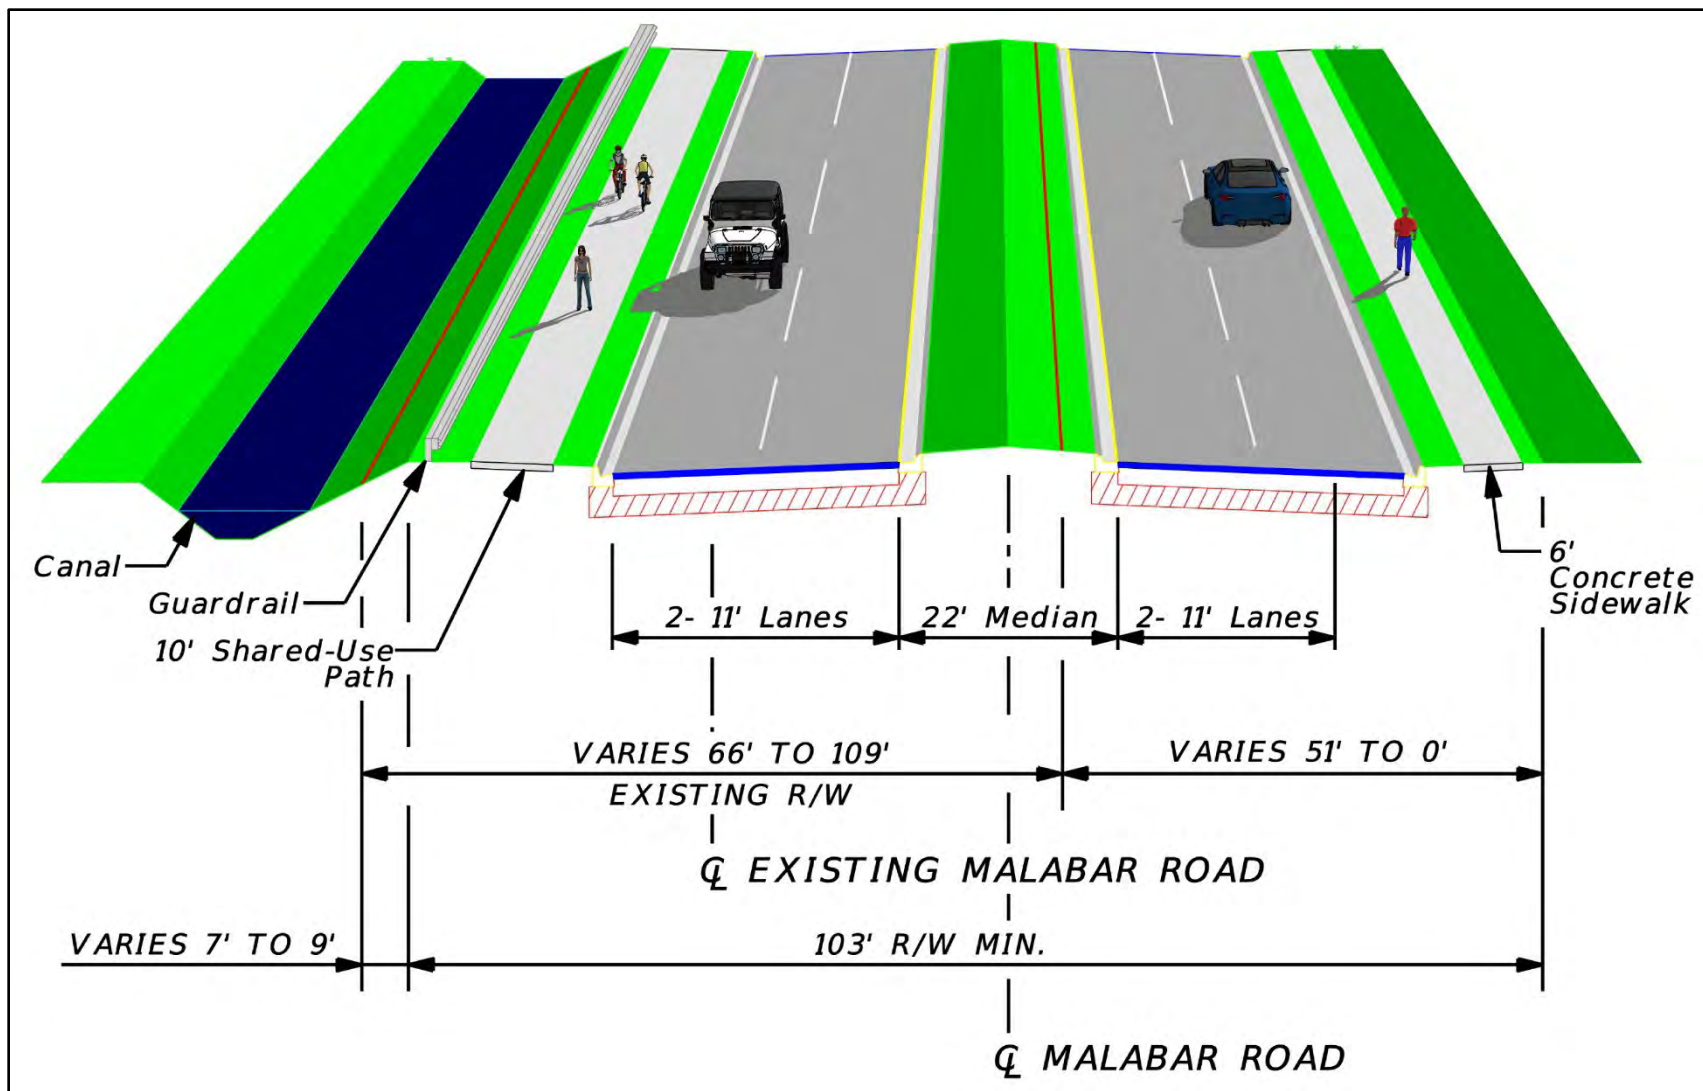 Canal
Guardrail
10' Shared-Use
Path
2- 11' Lanes
22' Median
2- 11' Lanes
6'
Concrete
Sidewalk
VARIES 66' TO 109'
EXISTING R/W
VARIES 51' TO 0'
℄ EXISTING MALABAR ROAD
VARIES 7' TO 9'
103' R/W MIN.
℄ MALABAR ROAD